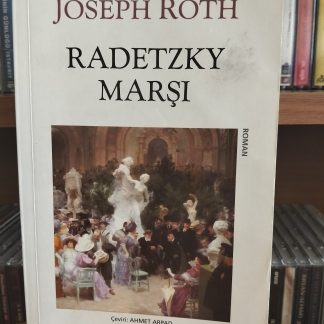 JOSEPH ROTH
RADETZKY
MARŞI
ROMAN
Çeviri: AHMET ARPAD